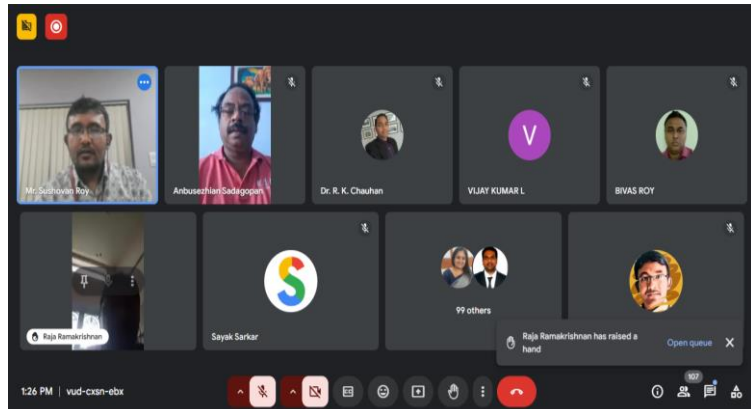 Mr. Sushovan Roy
Anbusezhian Sadagopan
Dr. R. K. Chauhan
V
VIJAY KUMAR L
BIVAS ROY
Raja Ramakrishnan
S
Sayak Sarkar
99 others
Raja Ramakrishnan has raised a
hand
Open queue
1:26 PM | vud-cxsn-ebx
107